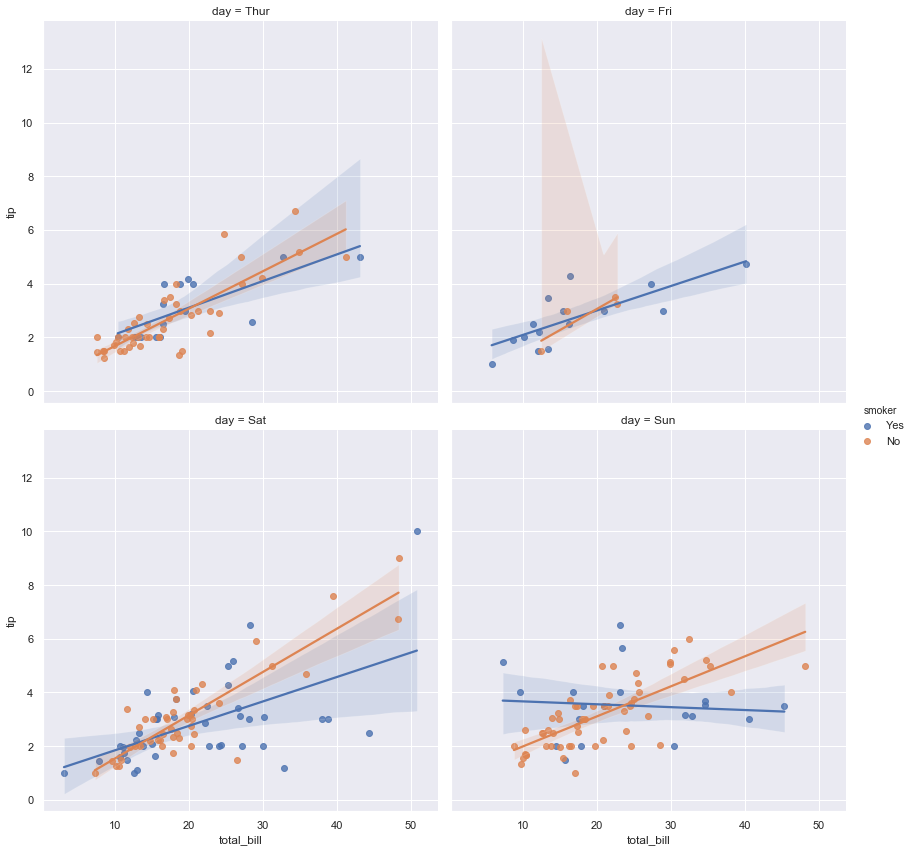 day = Thur
day = Fri
12
10
8
6
4
2
0
tip
day = Sat
day = Sun
12
10
8
6
4
2
0
tip
10 20 30 40 50
total_bill
10 20 30 40 50
total_bill
smoker
Yes
No